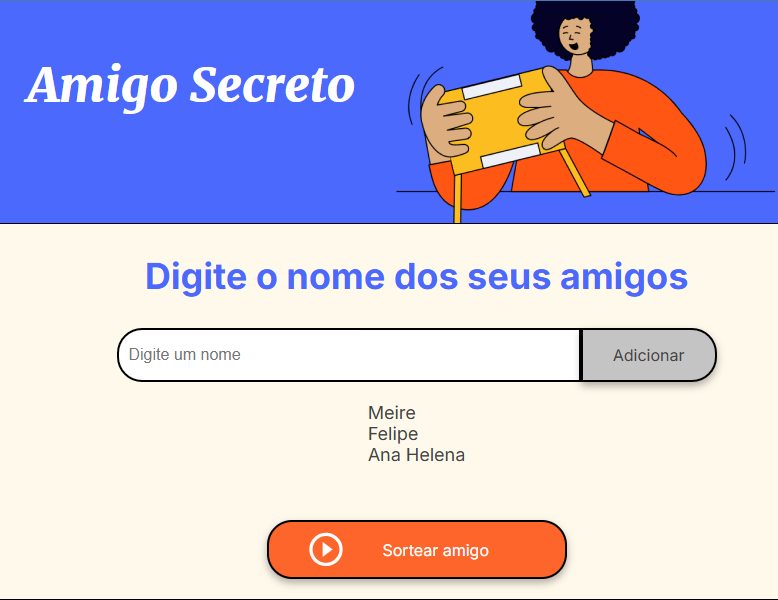 Amigo Secreto
Digite o nome dos seus amigos
Digite um nome
Adicionar
Meire
Felipe
Ana Helena
Sortear amigo